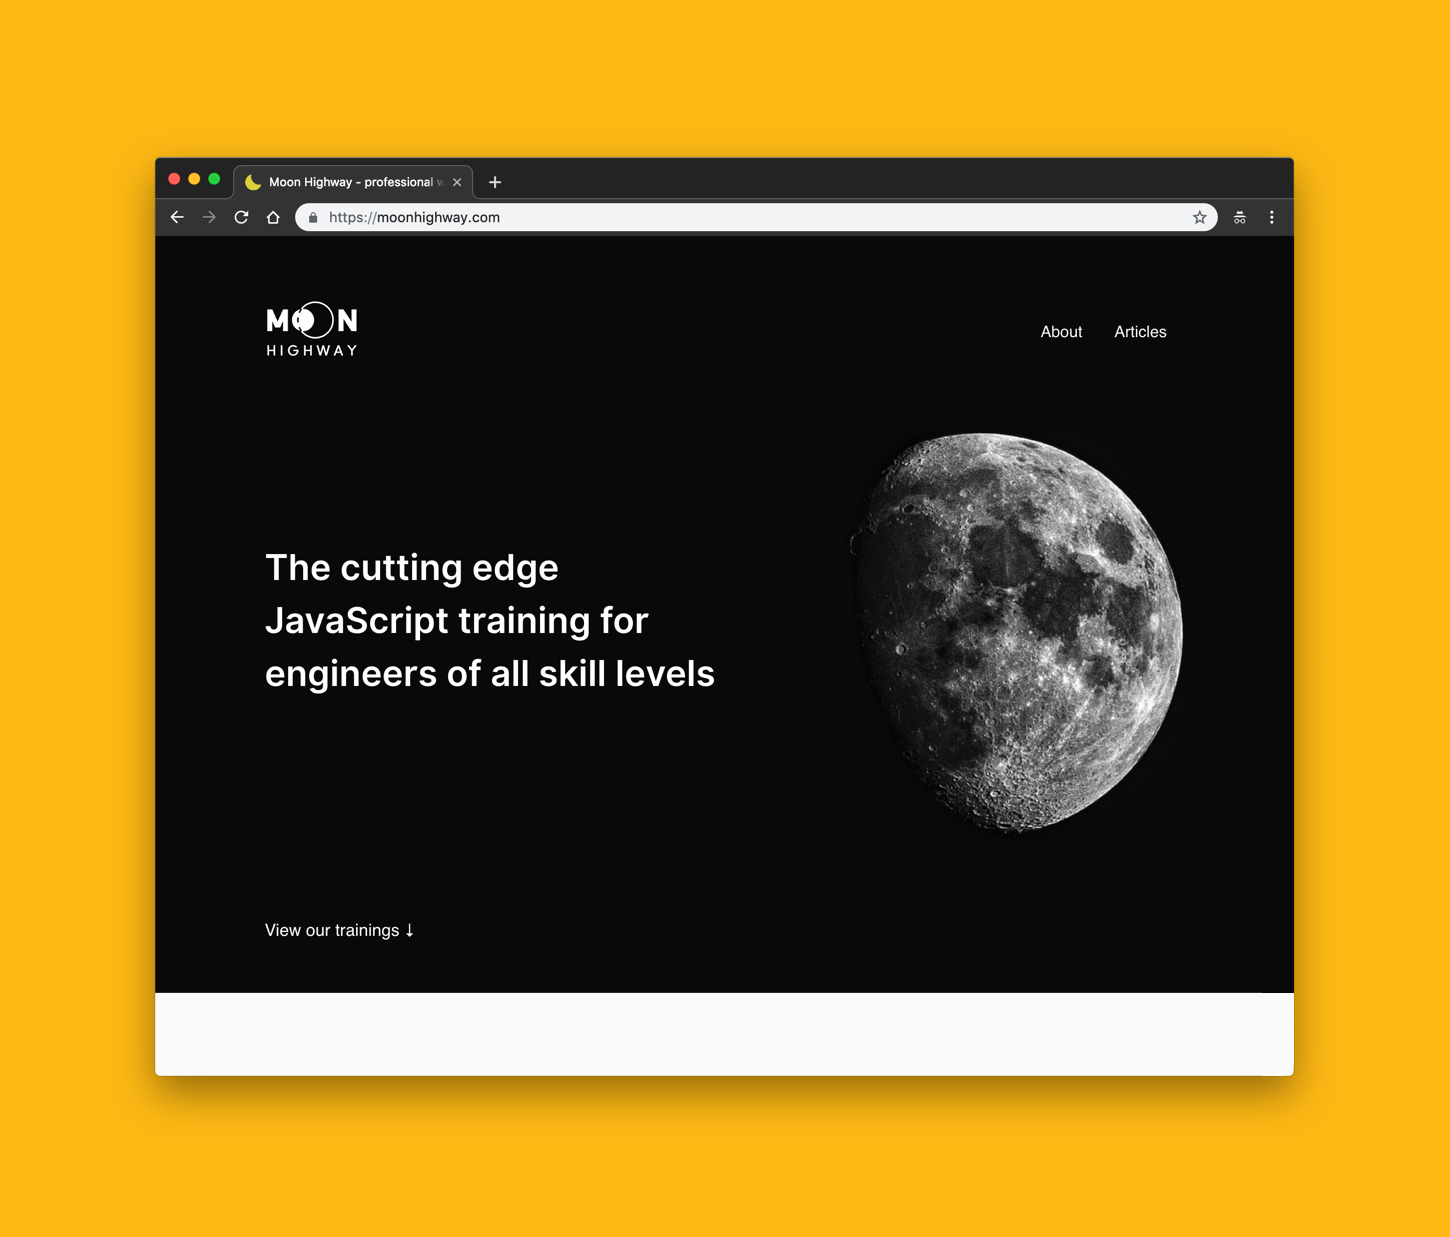 Moon Highway - professional
https://moonhighway.com
MOON
HIGHWAY
About
Articles
The cutting edge
JavaScript training for
engineers of all skill levels
View our trainings ↓